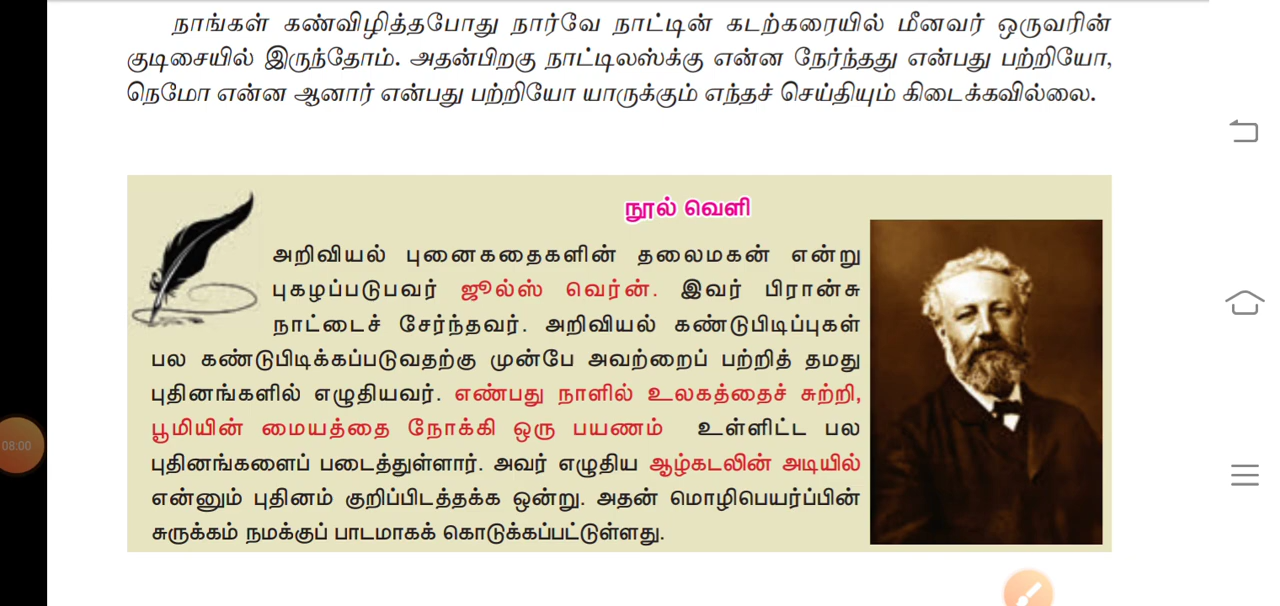 நாங்கள் கண்விழித்தபோது நார்வே நாட்டின் கடற்கரையில் மீனவர் ஒருவரின்
குடிசையில் இருந்தோம். அதன்பிறகு நாட்டிலஸ்க்கு என்ன நேர்ந்தது என்பது பற்றியோ,
நெமோ என்ன ஆனார் என்பது பற்றியோ யாருக்கும் எந்தச் செய்தியும் கிடைக்கவில்லை.
நூல் வெளி
அறிவியல் புனைகதைகளின் தலைமகன் என்று
புகழப்படுபவர் ஜூல்ஸ் வெர்ன். இவர் பிரான்சு
நாட்டைச் சேர்ந்தவர். அறிவியல் கண்டுபிடிப்புகள்
பல கண்டுபிடிக்கப்படுவதற்கு முன்பே அவற்றைப் பற்றித் தமது
புதினங்களில் எழுதியவர். எண்பது நாளில் உலகத்தைச் சுற்றி,
பூமியின் மையத்தை நோக்கி ஒரு பயணம் உள்ளிட்ட பல
புதினங்களைப் படைத்துள்ளார். அவர் எழுதிய ஆழ்கடலின் அடியில்
என்னும் புதினம் குறிப்பிடத்தக்க ஒன்று. அதன் மொழிபெயர்ப்பின்
சுருக்கம் நமக்குப் பாடமாகக் கொடுக்கப்பட்டுள்ளது.
08:00